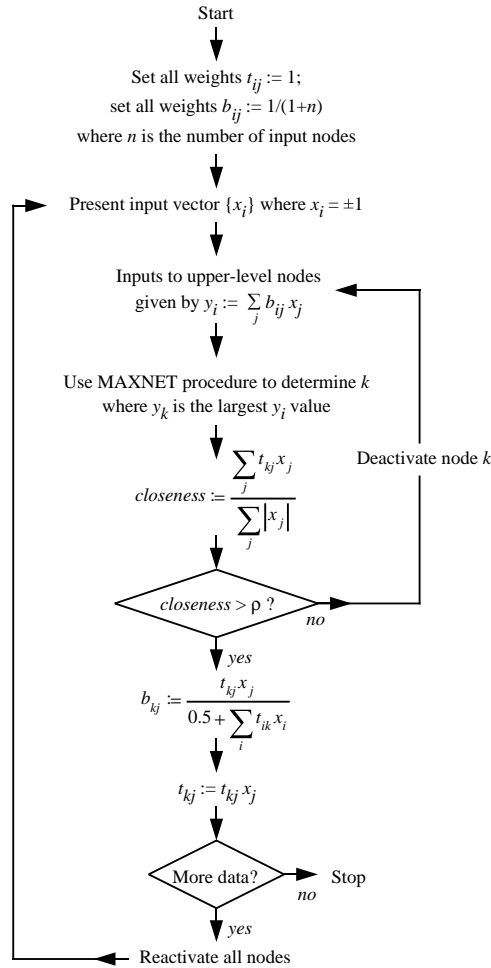 Start
Set all weights t_ij := 1;
set all weights b_ij := 1/(1+n)
where n is the number of input nodes
Present input vector {x_i} where x_i = ±1
Inputs to upper-level nodes
given by y_i := ∑_j b_ij x_j
Use MAXNET procedure to determine k
where y_k is the largest y_i value
Deactivate node k
closeness := ∑_j t_kj x_j / ∑_j |x_j|
closeness > ρ ?
no
yes
b_kj := t_kj x_j / 0.5 + ∑_i t_ik x_i
t_kj := t_kj x_j
More data?
no
Stop
yes
Reactivate all nodes